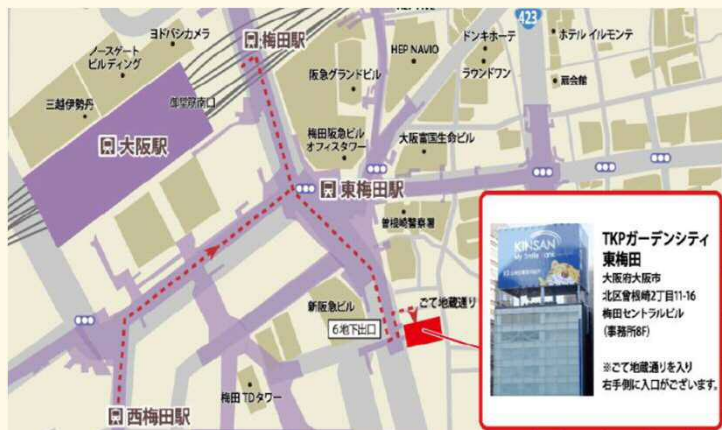 423
ヨドバシカメラ
梅田駅
HEP NAVIO
ドンキホーテ
ホテル イルモンテ
ノースゲート
ビルディング
阪急グランドビル
ラウンドワン
扇会館
三越伊勢丹
御堂筋南口
大阪駅
梅田阪急ビル
オフィスタワー
大阪富国生命ビル
東梅田駅
曽根崎警察署
新阪急ビル
ごて地蔵通り
6地下出口
梅田 TDタワー
西梅田駅
KINSAN
My Smile Bank
TKPガーデンシティ
東梅田
大阪府大阪市
北区曾根崎2丁目11-16
梅田セントラルビル
(事務所8F)
※ごて地蔵通りを入り
右手側に入口がございます。